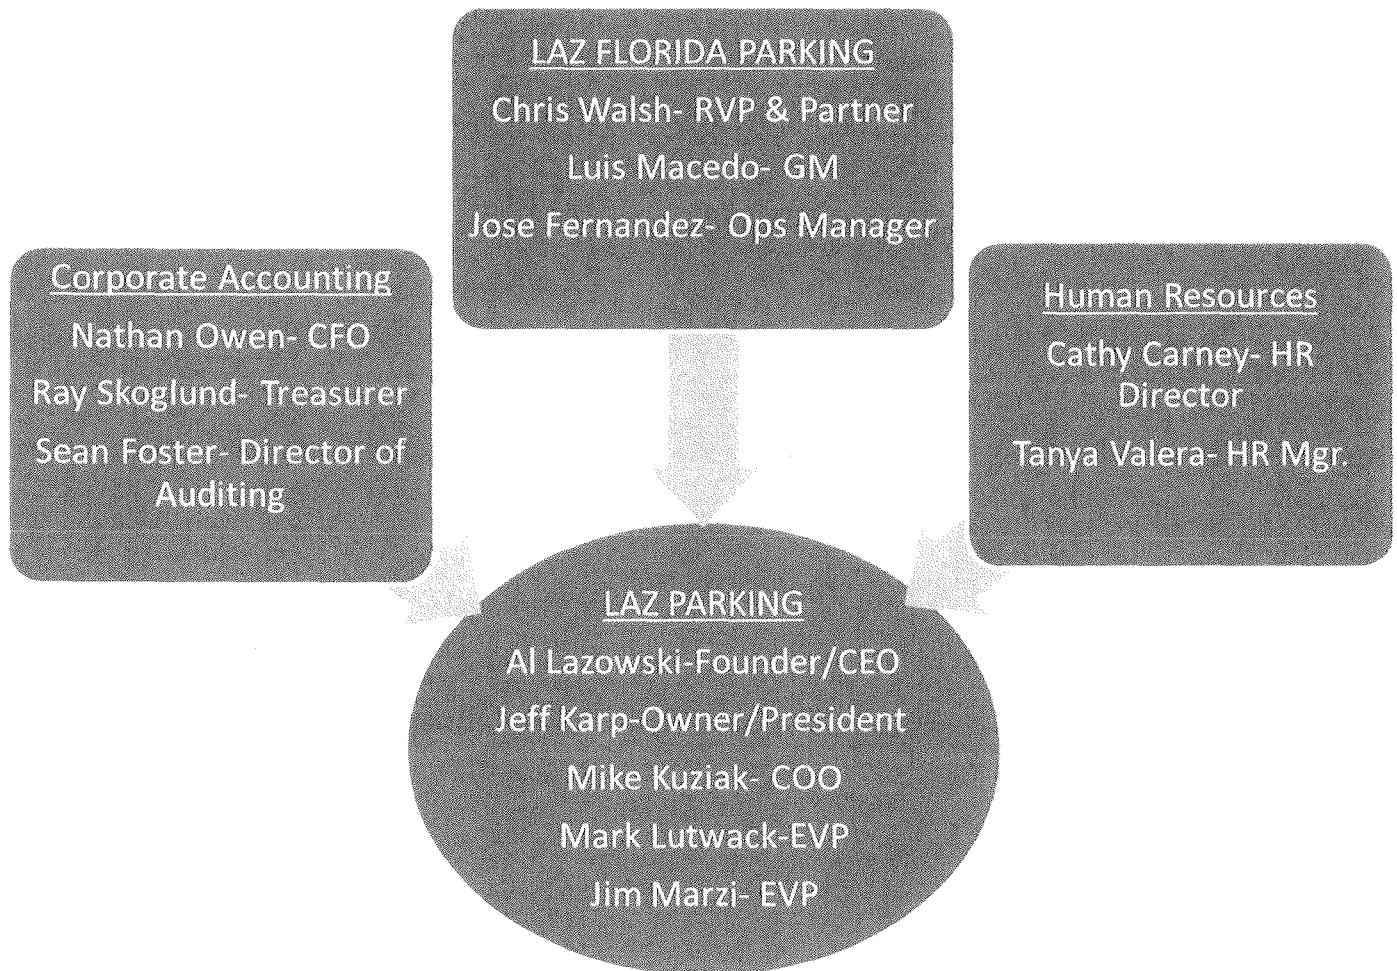 LAZ FLORIDA PARKING
Chris Walsh- RVP & Partner
Luis Macedo- GM
Jose Fernandez- Ops Manager
Corporate Accounting
Nathan Owen- CFO
Ray Skoglund- Treasurer
Sean Foster- Director of
Auditing
Human Resources
Cathy Carney- HR
Director
Tanya Valera- HR Mgr.
LAZ PARKING
Al Lazowski-Founder/CEO
Jeff Karp-Owner/President
Mike Kuziak- COO
Mark Lutwack-EVP
Jim Marzi- EVP